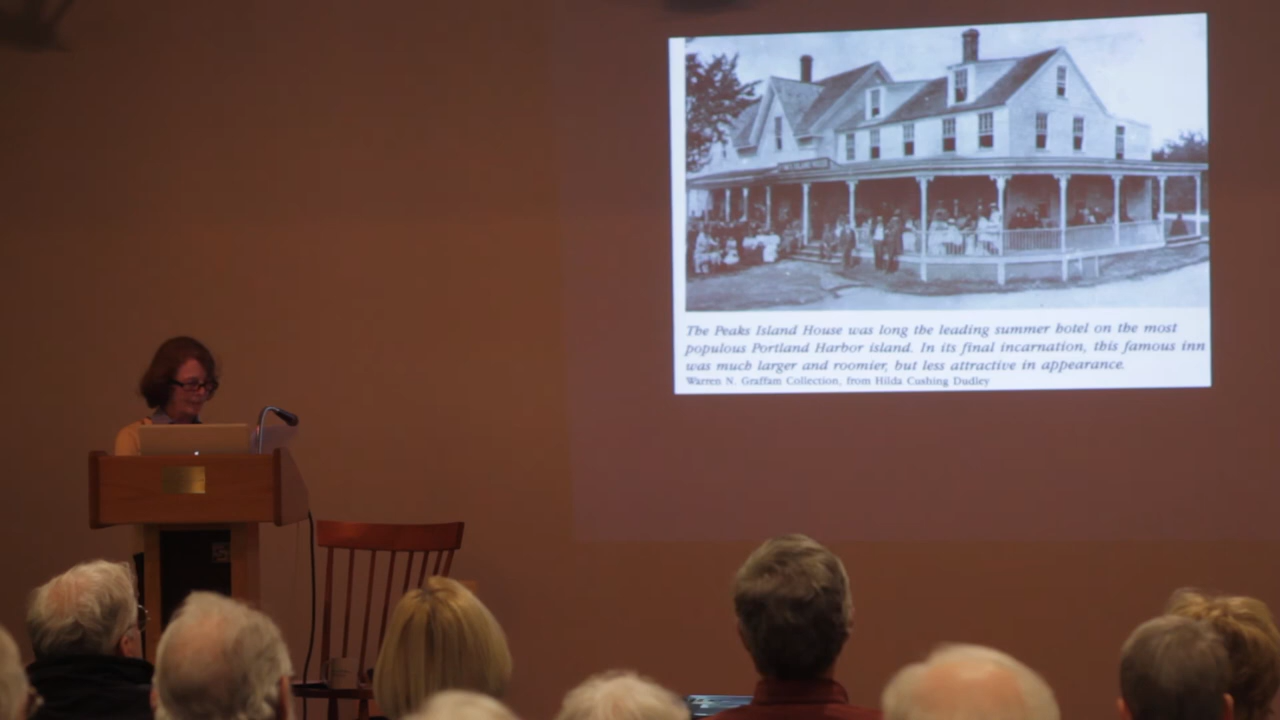 The Peaks Island House was long the leading summer hotel on the most
populous Portland Harbor island. In its final incarnation, this famous inn
was much larger and roomier, but less attractive in appearance.
Warren N. Graffam Collection, from Hilda Cushing Dudley